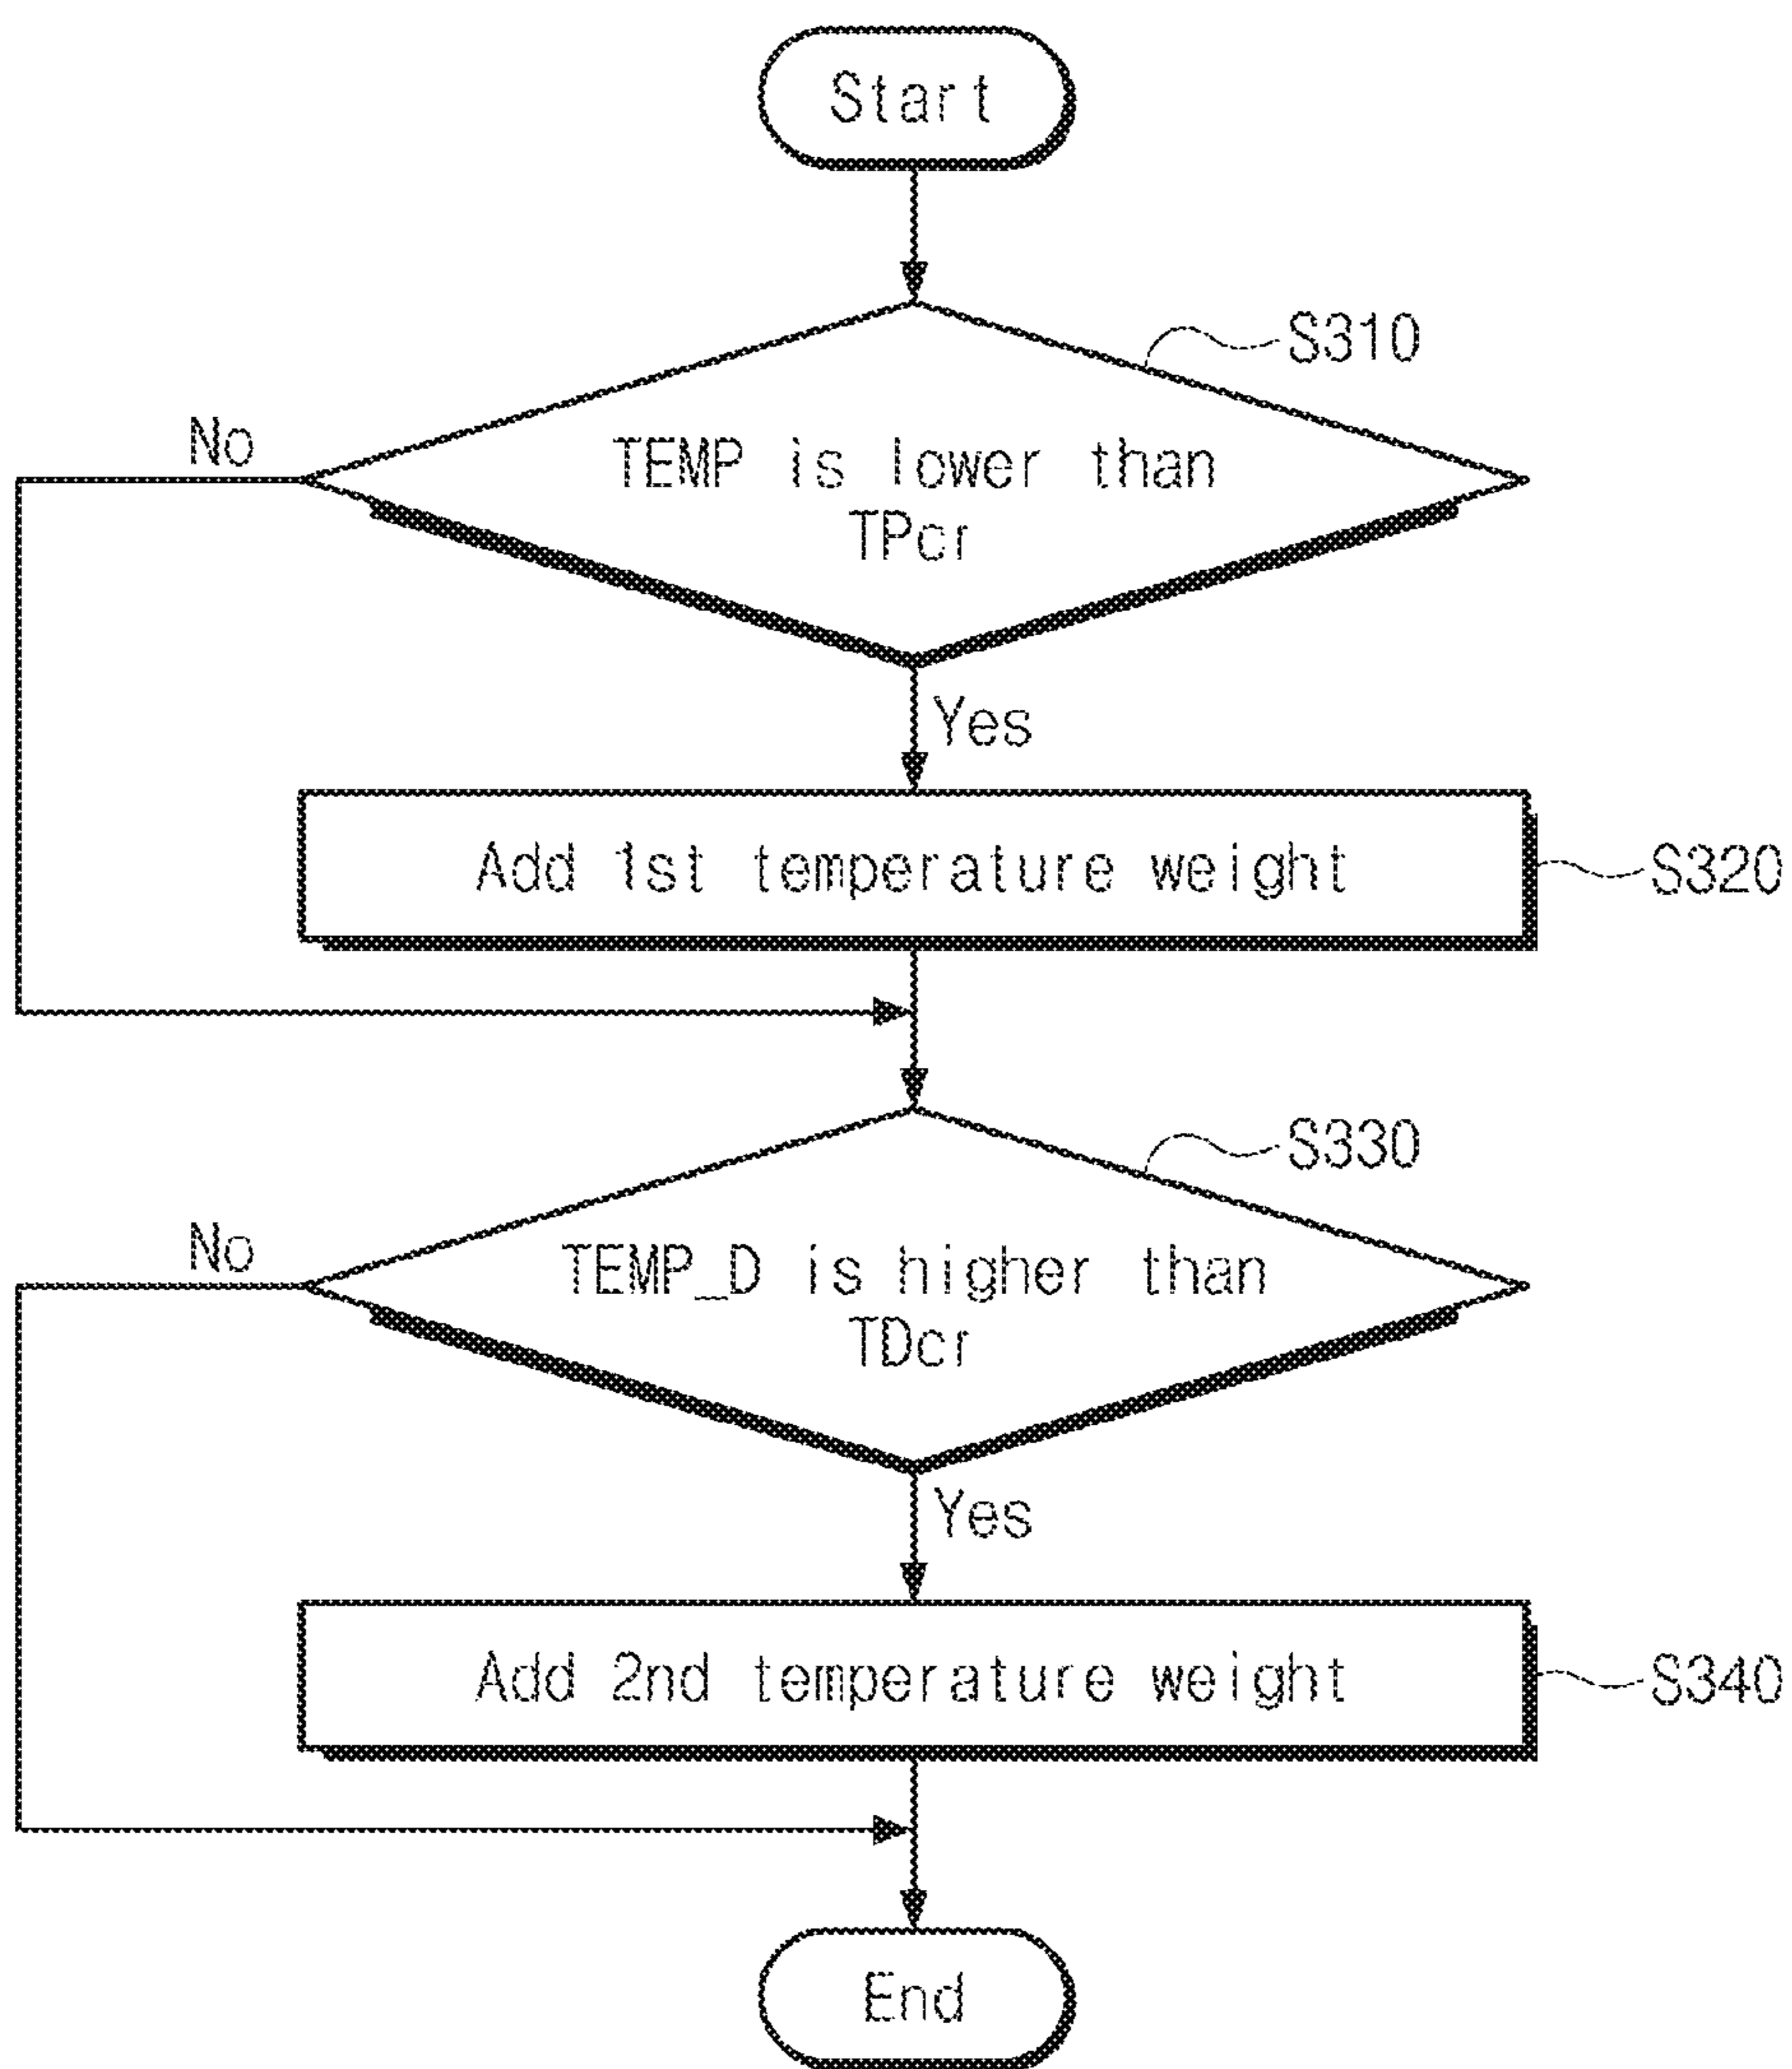 Start
S310
No
TEMP is lower than
TPcr
Yes
Add 1st temperature weight
S320
S330
No
TEMP_D is higher than
TDcr
Yes
Add 2nd temperature weight
S340
End